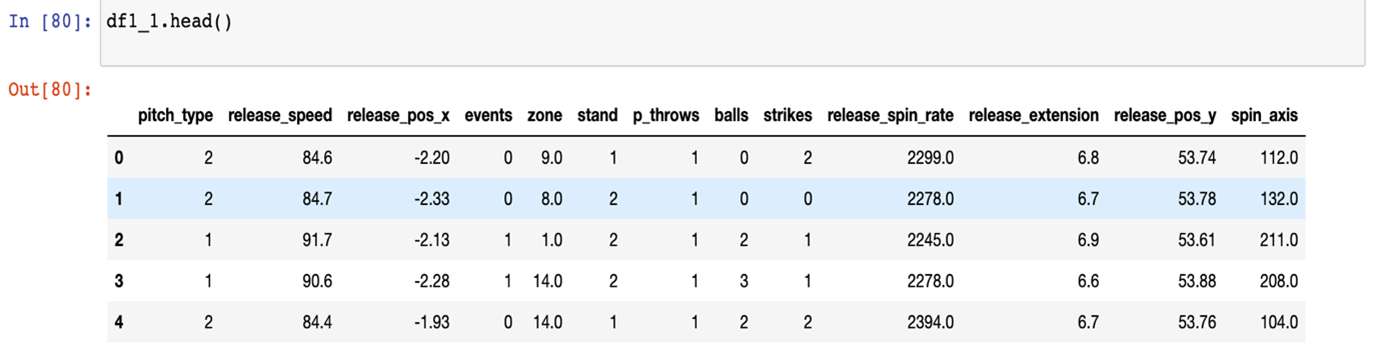 In [80]: df1_1.head()
Out[80]:
pitch_type release_speed release_pos_x events zone stand p_throws balls strikes release_spin_rate release_extension release_pos_y spin_axis
0 2 84.6 -2.20 0 9.0 1 1 0 2 2299.0 6.8 53.74 112.0
1 2 84.7 -2.33 0 8.0 2 1 0 0 2278.0 6.7 53.78 132.0
2 1 91.7 -2.13 1 1.0 2 1 2 1 2245.0 6.9 53.61 211.0
3 1 90.6 -2.28 1 14.0 2 1 3 1 2278.0 6.6 53.88 208.0
4 2 84.4 -1.93 0 14.0 1 1 2 2 2394.0 6.7 53.76 104.0